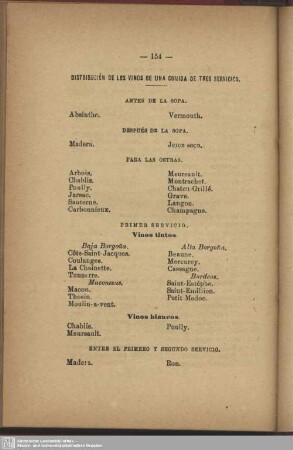 — 154 —
DISTRIBUCIÓN DE LOS VINOS DE UNA COMIDA DE TRES SERVICIOS.
ANTES DE LA SOPA.
Absinthe. Vermouth.
DESPUÉS DE LA SOPA.
Madera. Jerez seco.
PARA LAS OSTRAS.
Arbois. Meursault.
Chablis. Montrachet.
Pouilly. Chateu-Grillé.
Jarsac. Grave.
Sauterne. Langon.
Carbonnieux. Champagne.
PRIMER SERVICIO.
Vinos tintos.
Baja Borgoña. Alta Borgoña.
Côte-Saint-Jacques. Beaune.
Coulanges. Mercurey.
La Chainette. Cassagne.
Tonnerre. Burdeos.
Maconesus. Saint-Estéphe.
Macon. Saint-Emilion.
Thosin. Petit Medoc.
Moulin-a-vent.
Vinos blancos.
Chablis. Pouilly.
Meursault.
ENTRE EL PRIMERO Y SEGUNDO SERVICIO.
Madera. Ron.